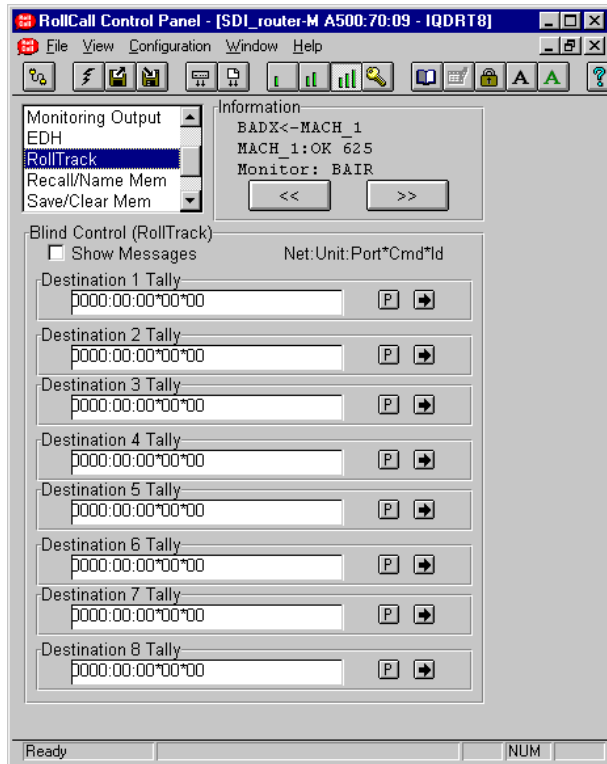 RollCall Control Panel - [SDI_router-M A500:70:09 - IQDRT8]
File View Configuration Window Help
A A ?
Monitoring Output
EDH
RollTrack
Recall/Name Mem
Save/Clear Mem
Information
BADX<-MACH_1
MACH_1:OK 625
Monitor: BAIR
<< >>
Blind Control (RollTrack)
Show Messages Net:Unit:Port*Cmd*Id
Destination 1 Tally
0000:00:00*00*00 P
Destination 2 Tally
0000:00:00*00*00 P
Destination 3 Tally
0000:00:00*00*00 P
Destination 4 Tally
0000:00:00*00*00 P
Destination 5 Tally
0000:00:00*00*00 P
Destination 6 Tally
0000:00:00*00*00 P
Destination 7 Tally
0000:00:00*00*00 P
Destination 8 Tally
0000:00:00*00*00 P
Ready NUM